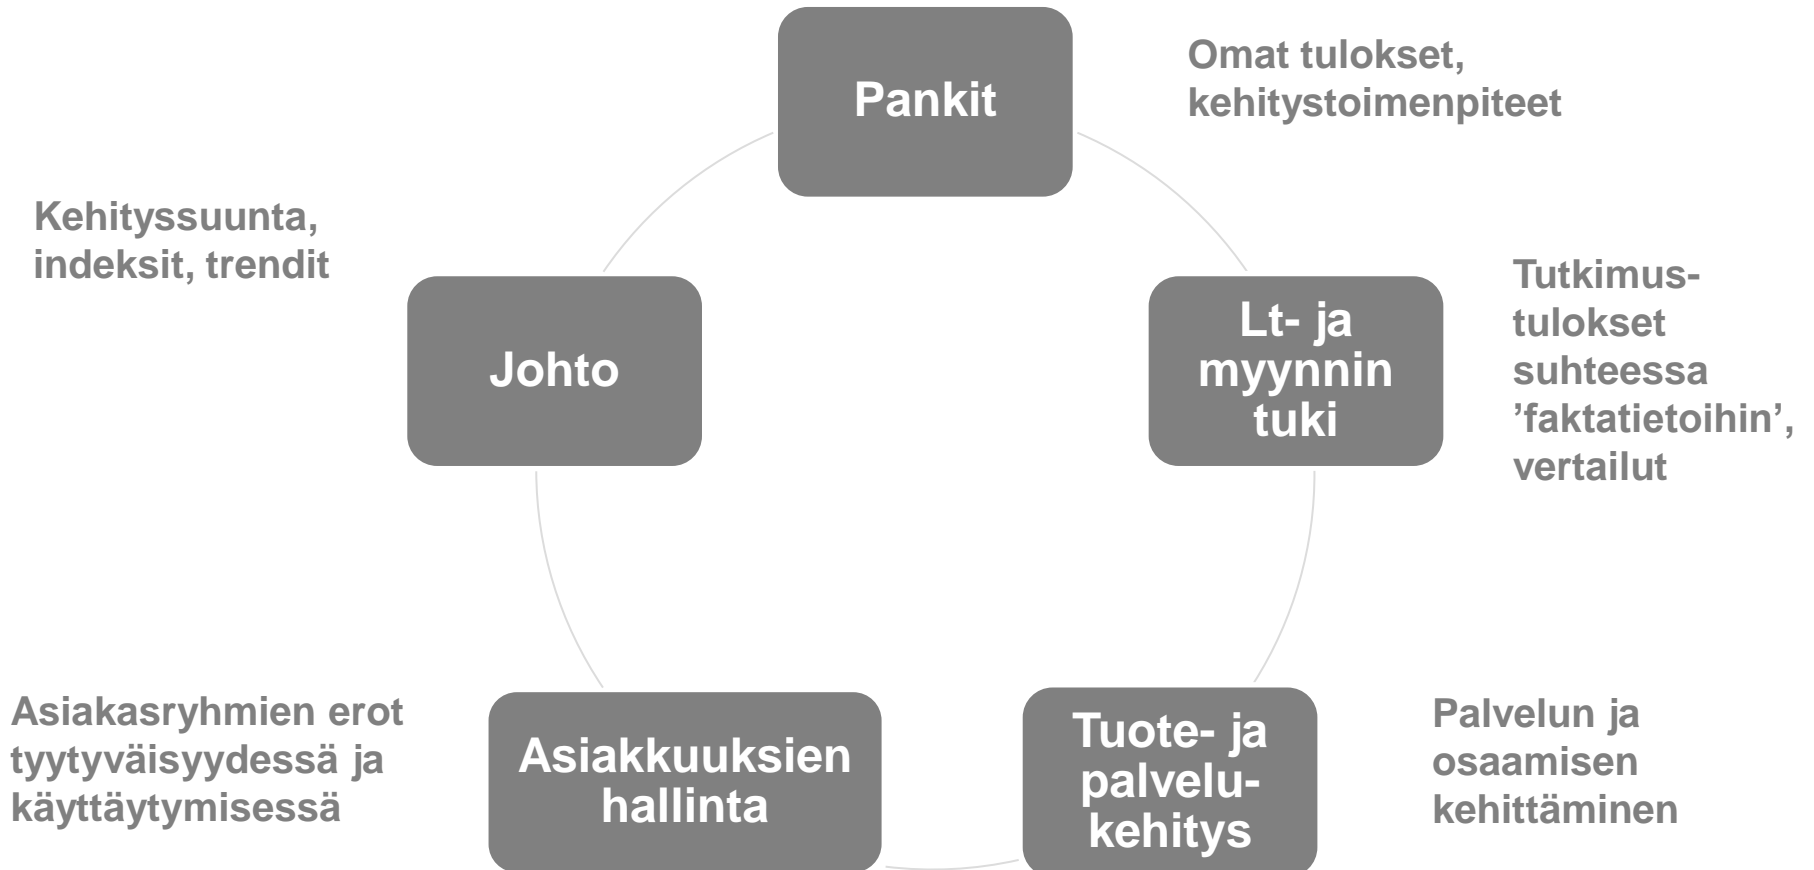 Pankit
Omat tulokset,
kehitystoimenpiteet
Kehityssuunta,
indeksit, trendit
Johto
Lt- ja
myynnin
tuki
Tutkimus-
tulokset
suhteessa
’faktatietoihin’,
vertailut
Asiakasryhmien erot
tyytyväisyydessä ja
käyttäytymisessä
Asiakkuuksien
hallinta
Tuote- ja
palvelu-
kehitys
Palvelun ja
osaamisen
kehittäminen